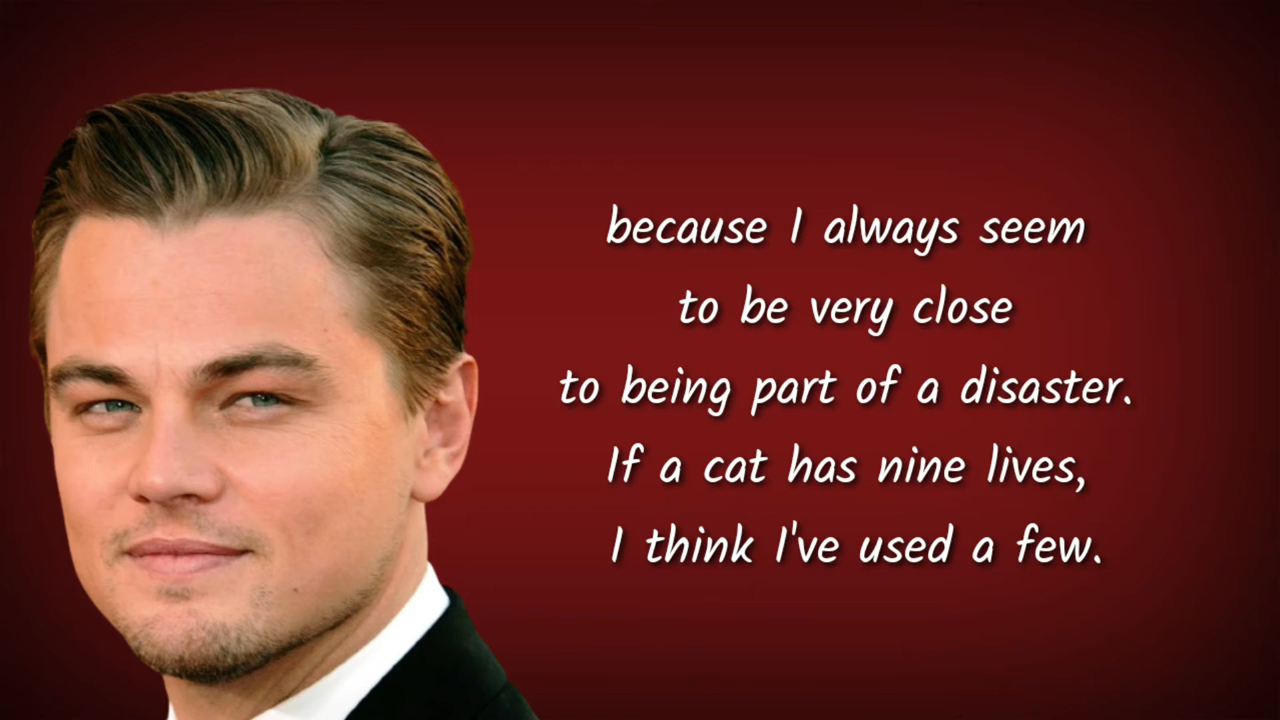 because I always seem
to be very close
to being part of a disaster.
If a cat has nine lives,
I think I've used a few.